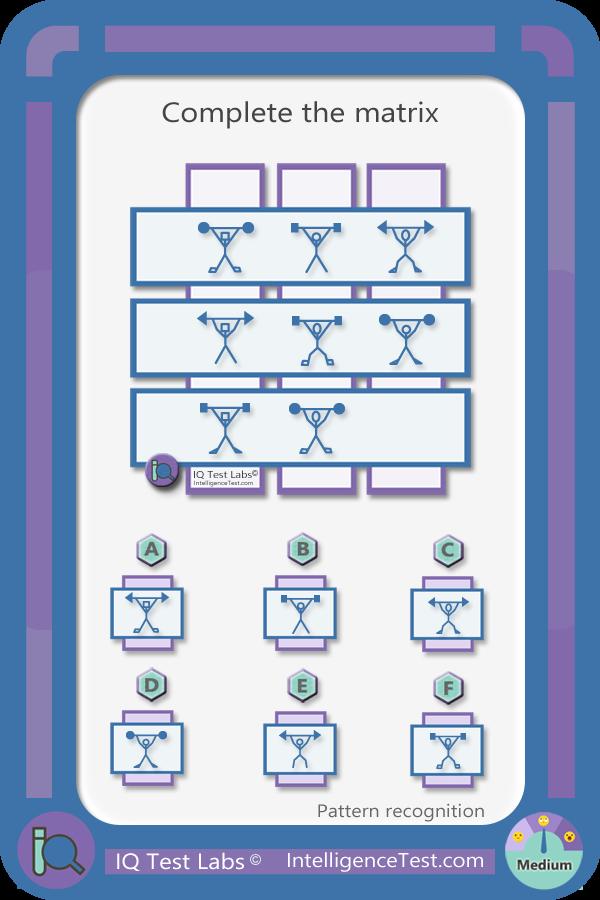 Complete the matrix
IQ Test Labs©
IntelligenceTest.com
A
B
C
D
E
F
Pattern recognition
IQ Test Labs ©
IntelligenceTest.com
Medium